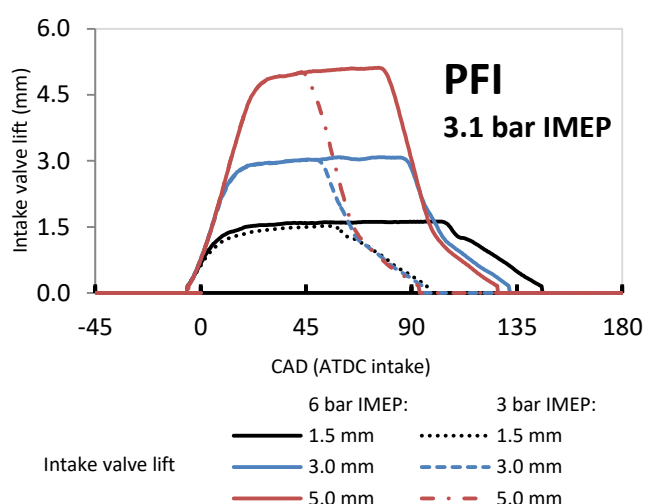 6.0
4.5
3.0
1.5
0.0
Intake valve lift (mm)
PFI
3.1 bar IMEP
-45 0 45 90 135 180
CAD (ATDC intake)
6 bar IMEP: 3 bar IMEP:
1.5 mm 1.5 mm
Intake valve lift 3.0 mm 3.0 mm
5.0 mm 5.0 mm